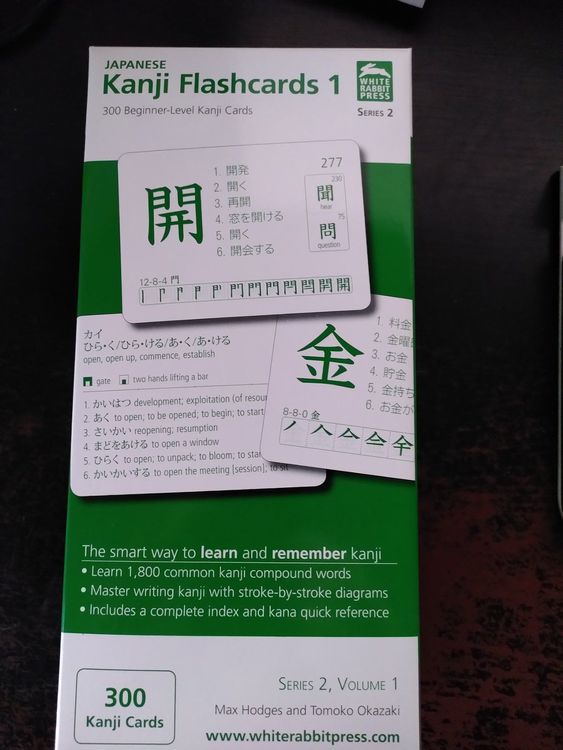 JAPANESE
Kanji Flashcards 1
300 Beginner-Level Kanji Cards
WHITE
RABBIT
PRESS
SERIES 2
開
1. 開発
2. 開く
3. 再開
4. 窓を開ける
5. 開く
6. 開会する
277
230
聞
hear
75
問
question
12-8-4 門
カイ
ひら•く/ひら•ける/あ•く/あ•ける
open, open up, commence, establish
gate
two hands lifting a bar
1. かいはつ development; exploitation (of resour
2. あく to open; to be opened; to begin; to start
3. さいかい reopening; resumption
4. まどをあける to open a window
5. ひらく to open; to unpack; to bloom; to star
6. かいかいする to open the meeting [session]; to sit
金
1. 料金
2. 金曜
3. お金
4. 貯金
5. 金持ち
6. お金が
8-8-0 金
The smart way to learn and remember kanji
• Learn 1,800 common kanji compound words
• Master writing kanji with stroke-by-stroke diagrams
• Includes a complete index and kana quick reference
300
Kanji Cards
SERIES 2, VOLUME 1
Max Hodges and Tomoko Okazaki
www.whiterabbitpress.com